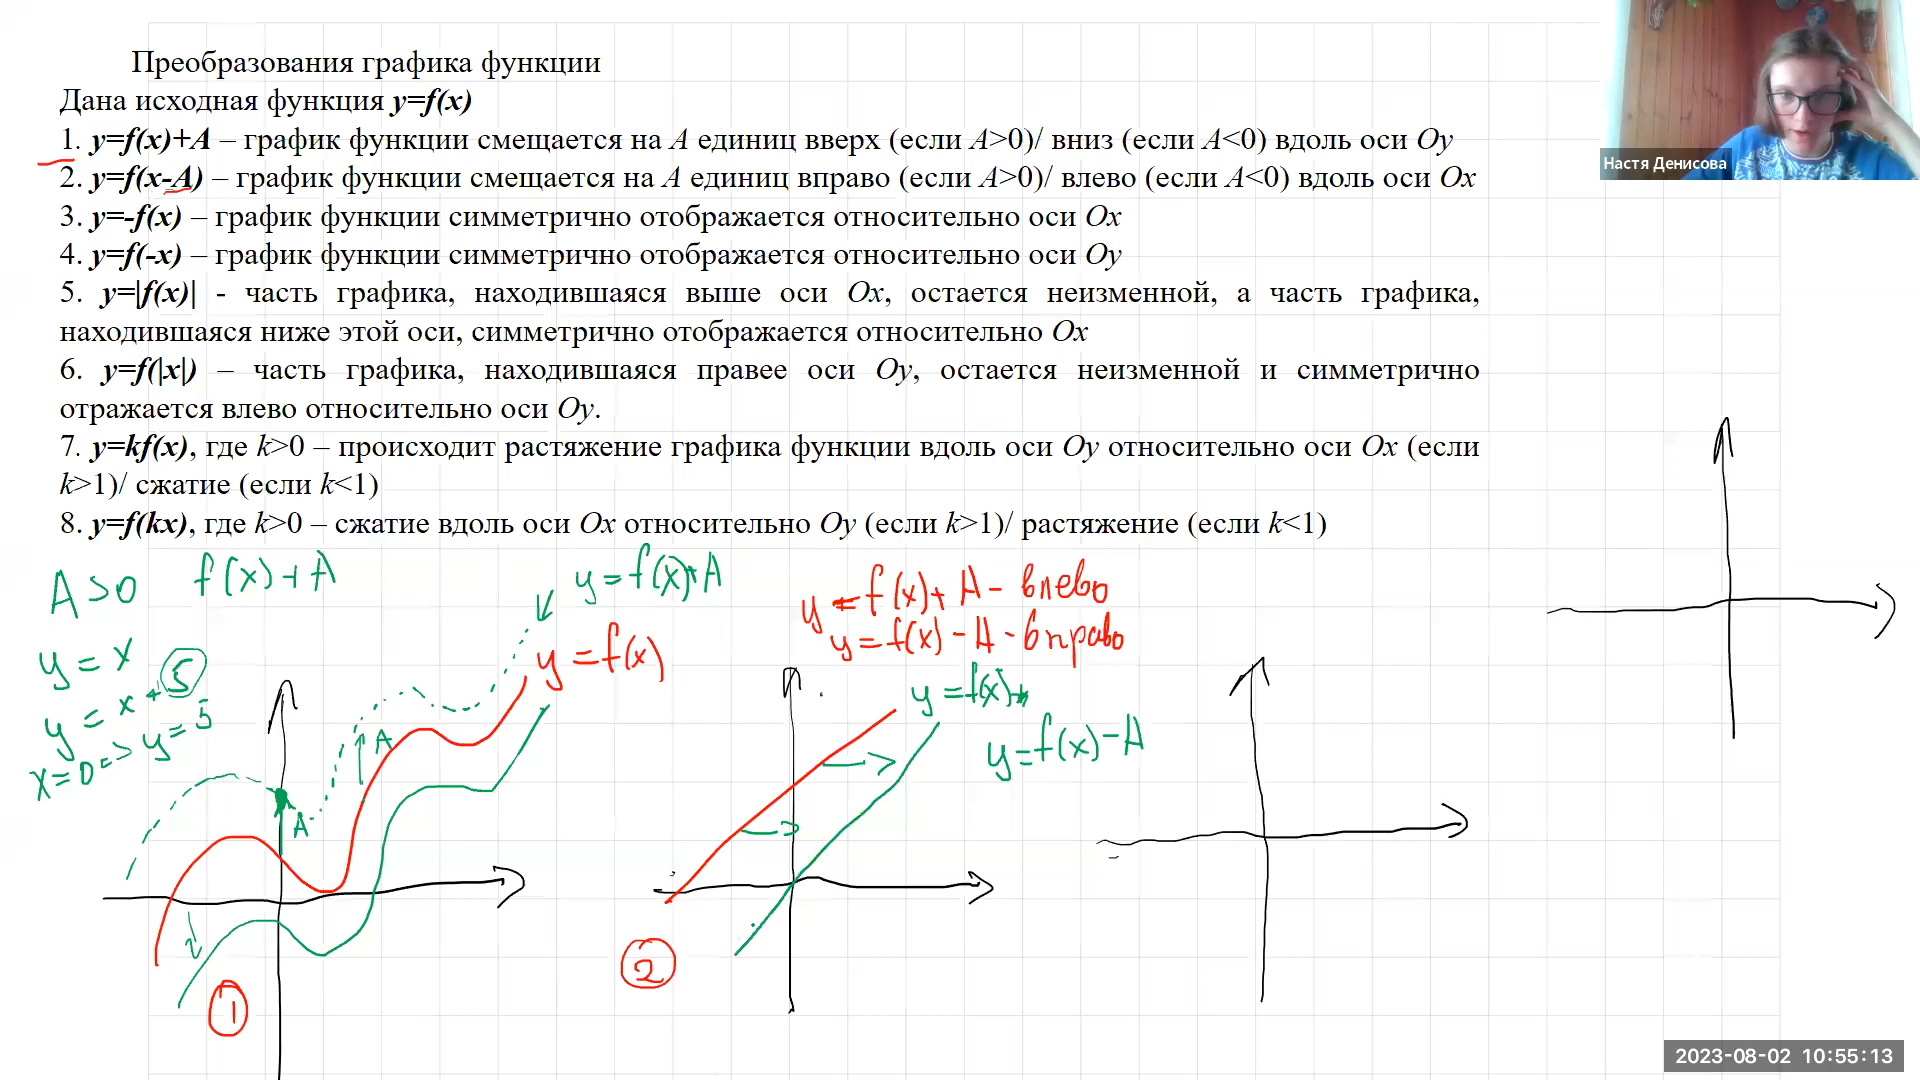 Преобразования графика функции
Дана исходная функция y=f(x)
1. y=f(x)+A – график функции смещается на A единиц вверх (если A>0)/ вниз (если A<0) вдоль оси Oy
2. y=f(x-A) – график функции смещается на A единиц вправо (если A>0)/ влево (если A<0) вдоль оси Ox
3. y=-f(x) – график функции симметрично отображается относительно оси Ox
4. y=f(-x) – график функции симметрично отображается относительно оси Oy
5. y=|f(x)| - часть графика, находившаяся выше оси Ox, остается неизменной, а часть графика,
находившаяся ниже этой оси, симметрично отображается относительно Ox
6. y=f(|x|) – часть графика, находившаяся правее оси Oy, остается неизменной и симметрично
отражается влево относительно оси Oy.
7. y=kf(x), где k>0 – происходит растяжение графика функции вдоль оси Oy относительно оси Ox (если
k>1)/ сжатие (если k<1)
8. y=f(kx), где k>0 – сжатие вдоль оси Ox относительно Oy (если k>1)/ растяжение (если k<1)
Настя Денисова
A>0
f(x)+A
y=x
y=x+5
x=0=>y=5
y=f(x)+A
y=f(x)
A
A
1
y=f(x)+A-влево
y=f(x)-A-вправо
y=f(x)+
y=f(x)-A
2
2023-08-02 10:55:13